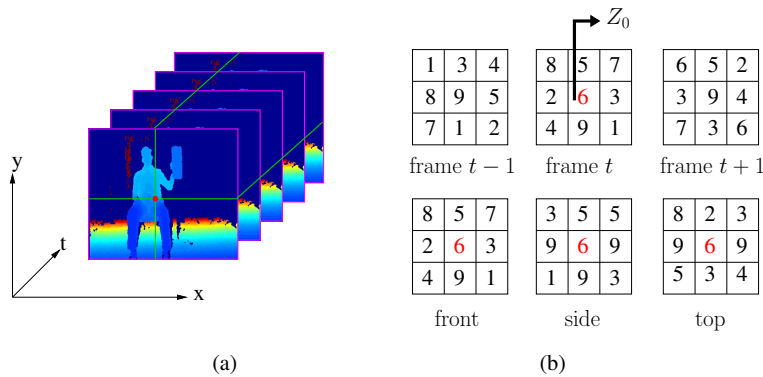 y
t
x
(a)
Z₀
1 3 4
8 9 5
7 1 2
frame t − 1
8 5 7
2 6 3
4 9 1
frame t
6 5 2
3 9 4
7 3 6
frame t + 1
8 5 7
2 6 3
4 9 1
front
3 5 5
9 6 9
1 9 3
side
8 2 3
9 6 9
5 3 4
top
(b)